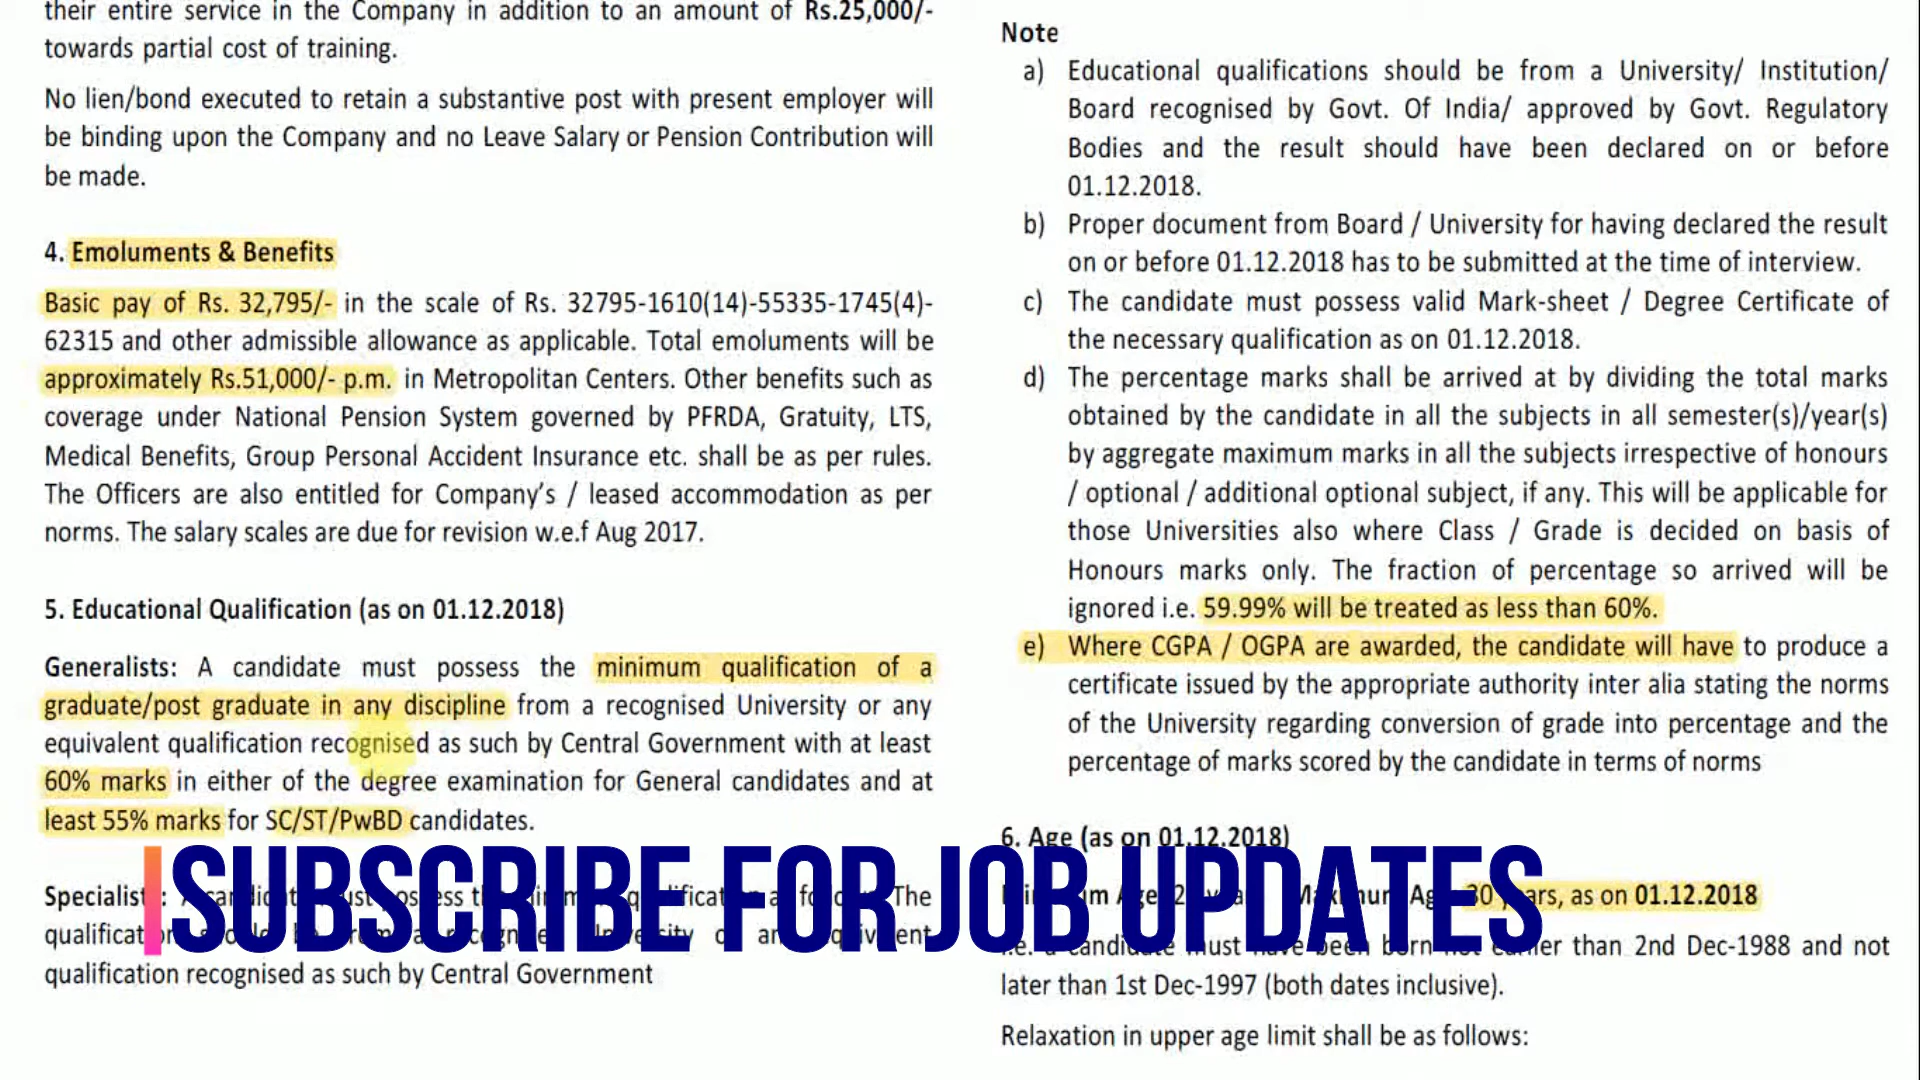 their entire service in the Company in addition to an amount of Rs.25,000/-
towards partial cost of training.
No lien/bond executed to retain a substantive post with present employer will
be binding upon the Company and no Leave Salary or Pension Contribution will
be made.
4. Emoluments & Benefits
Basic pay of Rs. 32,795/- in the scale of Rs. 32795-1610(14)-55335-1745(4)-
62315 and other admissible allowance as applicable. Total emoluments will be
approximately Rs.51,000/- p.m. in Metropolitan Centers. Other benefits such as
coverage under National Pension System governed by PFRDA, Gratuity, LTS,
Medical Benefits, Group Personal Accident Insurance etc. shall be as per rules.
The Officers are also entitled for Company's / leased accommodation as per
norms. The salary scales are due for revision w.e.f Aug 2017.
5. Educational Qualification (as on 01.12.2018)
Generalists: A candidate must possess the minimum qualification of a
graduate/post graduate in any discipline from a recognised University or any
equivalent qualification recognised as such by Central Government with at least
60% marks in either of the degree examination for General candidates and at
least 55% marks for SC/ST/PwBD candidates.
The
qualification recognised as such by Central Government
Note
a) Educational qualifications should be from a University/ Institution/
Board recognised by Govt. Of India/ approved by Govt. Regulatory
Bodies and the result should have been declared on or before
01.12.2018.
b) Proper document from Board / University for having declared the result
on or before 01.12.2018 has to be submitted at the time of interview.
c) The candidate must possess valid Mark-sheet / Degree Certificate of
the necessary qualification as on 01.12.2018.
d) The percentage marks shall be arrived at by dividing the total marks
obtained by the candidate in all the subjects in all semester(s)/year(s)
by aggregate maximum marks in all the subjects irrespective of honours
/ optional / additional optional subject, if any. This will be applicable for
those Universities also where Class / Grade is decided on basis of
Honours marks only. The fraction of percentage so arrived will be
ignored i.e. 59.99% will be treated as less than 60%.
e) Where CGPA / OGPA are awarded, the candidate will have to produce a
certificate issued by the appropriate authority inter alia stating the norms
of the University regarding conversion of grade into percentage and the
percentage of marks scored by the candidate in terms of norms
6. Age (as on 01.12.2018)
30 years, as on 01.12.2018
than 2nd Dec-1988 and not
later than 1st Dec-1997 (both dates inclusive).
Relaxation in upper age limit shall be as follows:
SUBSCRIBE FOR JOB UPDATES